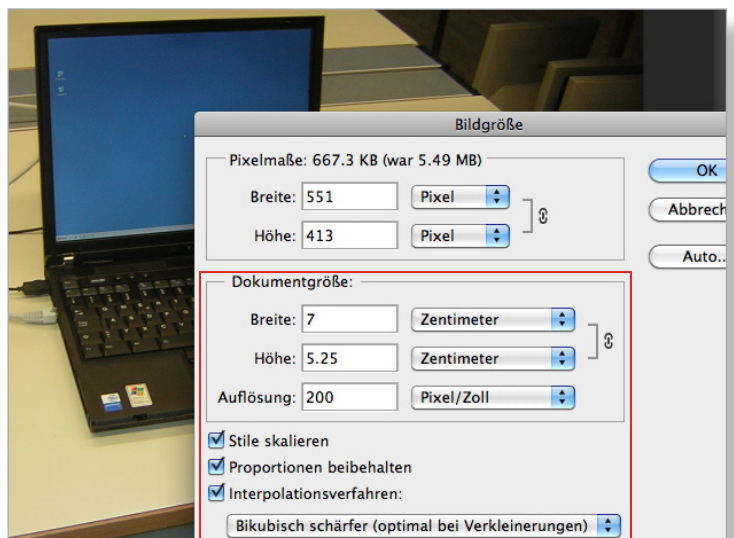 Bildgröße
Pixelmaße: 667.3 KB (war 5.49 MB)
OK
Breite: 551 Pixel
Abbrech
Höhe: 413 Pixel
Auto..
Dokumentgröße:
Breite: 7 Zentimeter
Höhe: 5.25 Zentimeter
Auflösung: 200 Pixel/Zoll
Stile skalieren
Proportionen beibehalten
Interpolationsverfahren:
Bikubisch schärfer (optimal bei Verkleinerungen)